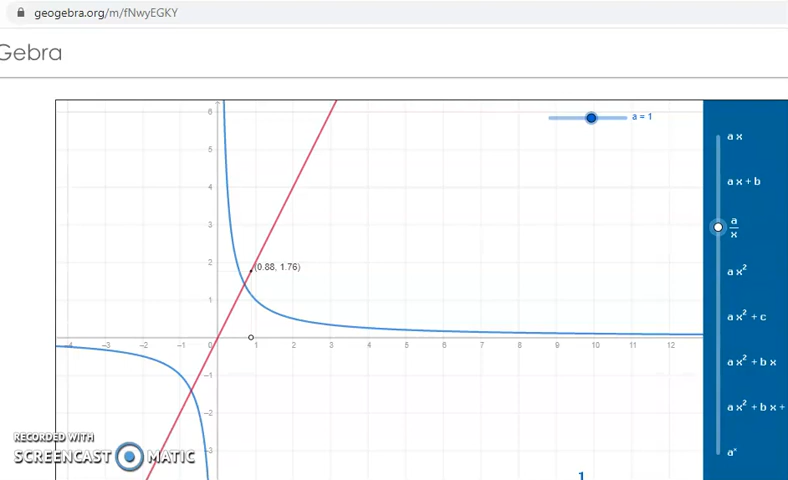 geogebra.org/m/fNwyEGKY
Gebra
a = 1
6
5
4
3
2
1
-1
-2
-3
-4 -3 -2 -1 0 1 2 3 4 5 6 7 8 9 10 11 12
(0.88, 1.76)
a x
a x + b
a
x
a x²
a x² + c
a x² + b x
a x² + b x +
aˣ
1
RECORDED WITH
SCREENCAST MATIC